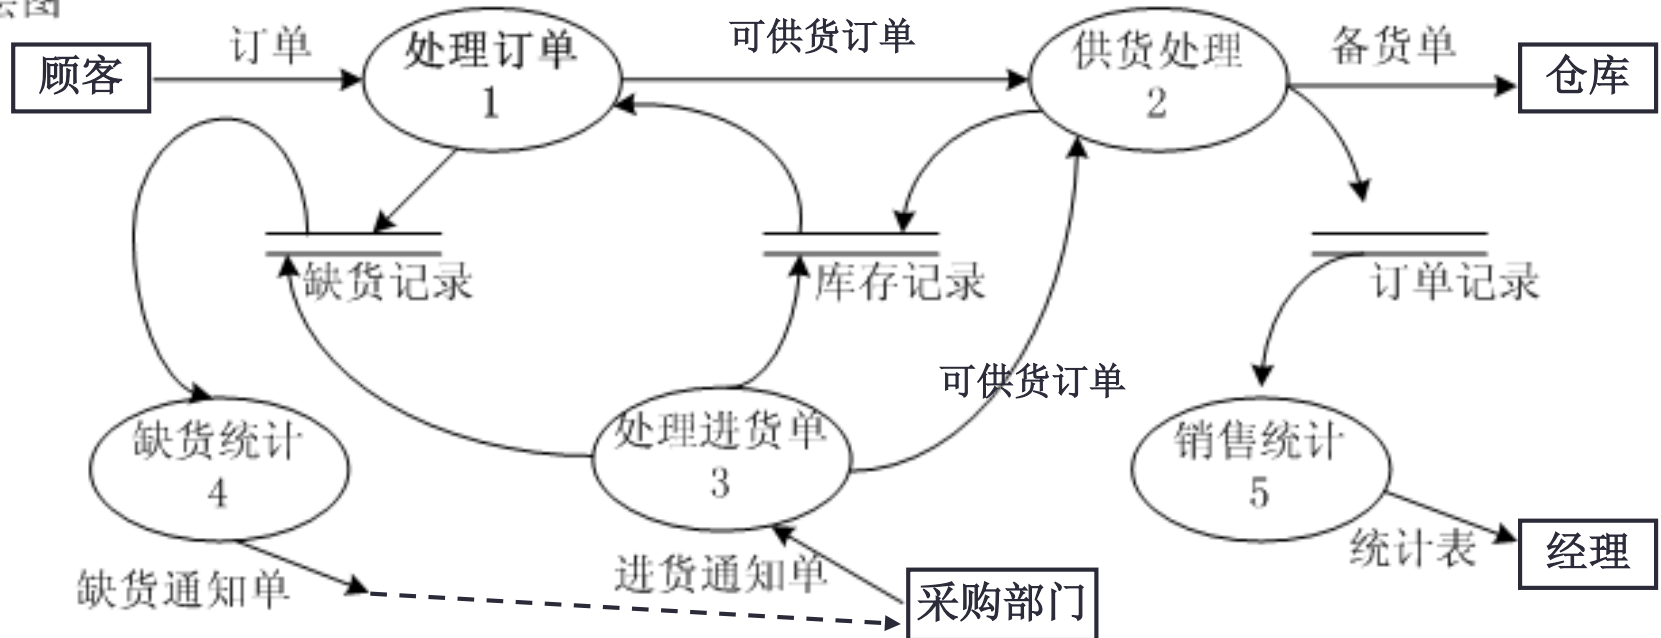 顾客
订单
处理订单
1
可供货订单
供货处理
2
备货单
仓库
缺货记录
库存记录
订单记录
可供货订单
缺货统计
4
处理进货单
3
销售统计
5
缺货通知单
进货通知单
采购部门
统计表
经理